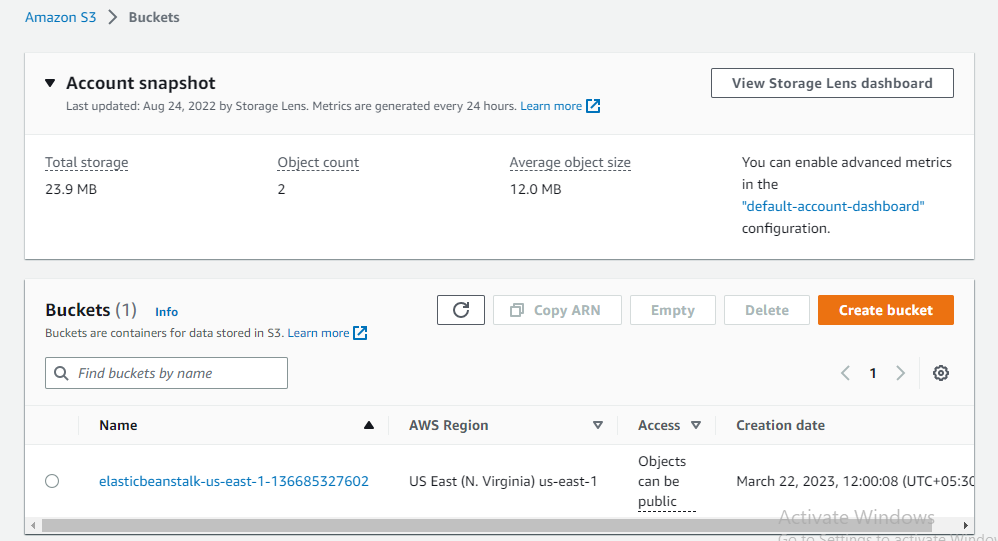 Amazon S3 > Buckets
Account snapshot
View Storage Lens dashboard
Last updated: Aug 24, 2022 by Storage Lens. Metrics are generated every 24 hours. Learn more
Total storage
23.9 MB
Object count
2
Average object size
12.0 MB
You can enable advanced metrics
in the
"default-account-dashboard"
configuration.
Buckets (1) Info
Buckets are containers for data stored in S3. Learn more
Copy ARN
Empty
Delete
Create bucket
Find buckets by name
1
Name AWS Region Access Creation date
elasticbeanstalk-us-east-1-136685327602 US East (N. Virginia) us-east-1
Objects
can be
public
March 22, 2023, 12:00:08 (UTC+05:30
Activate Windows
Go to Settings to activate Window